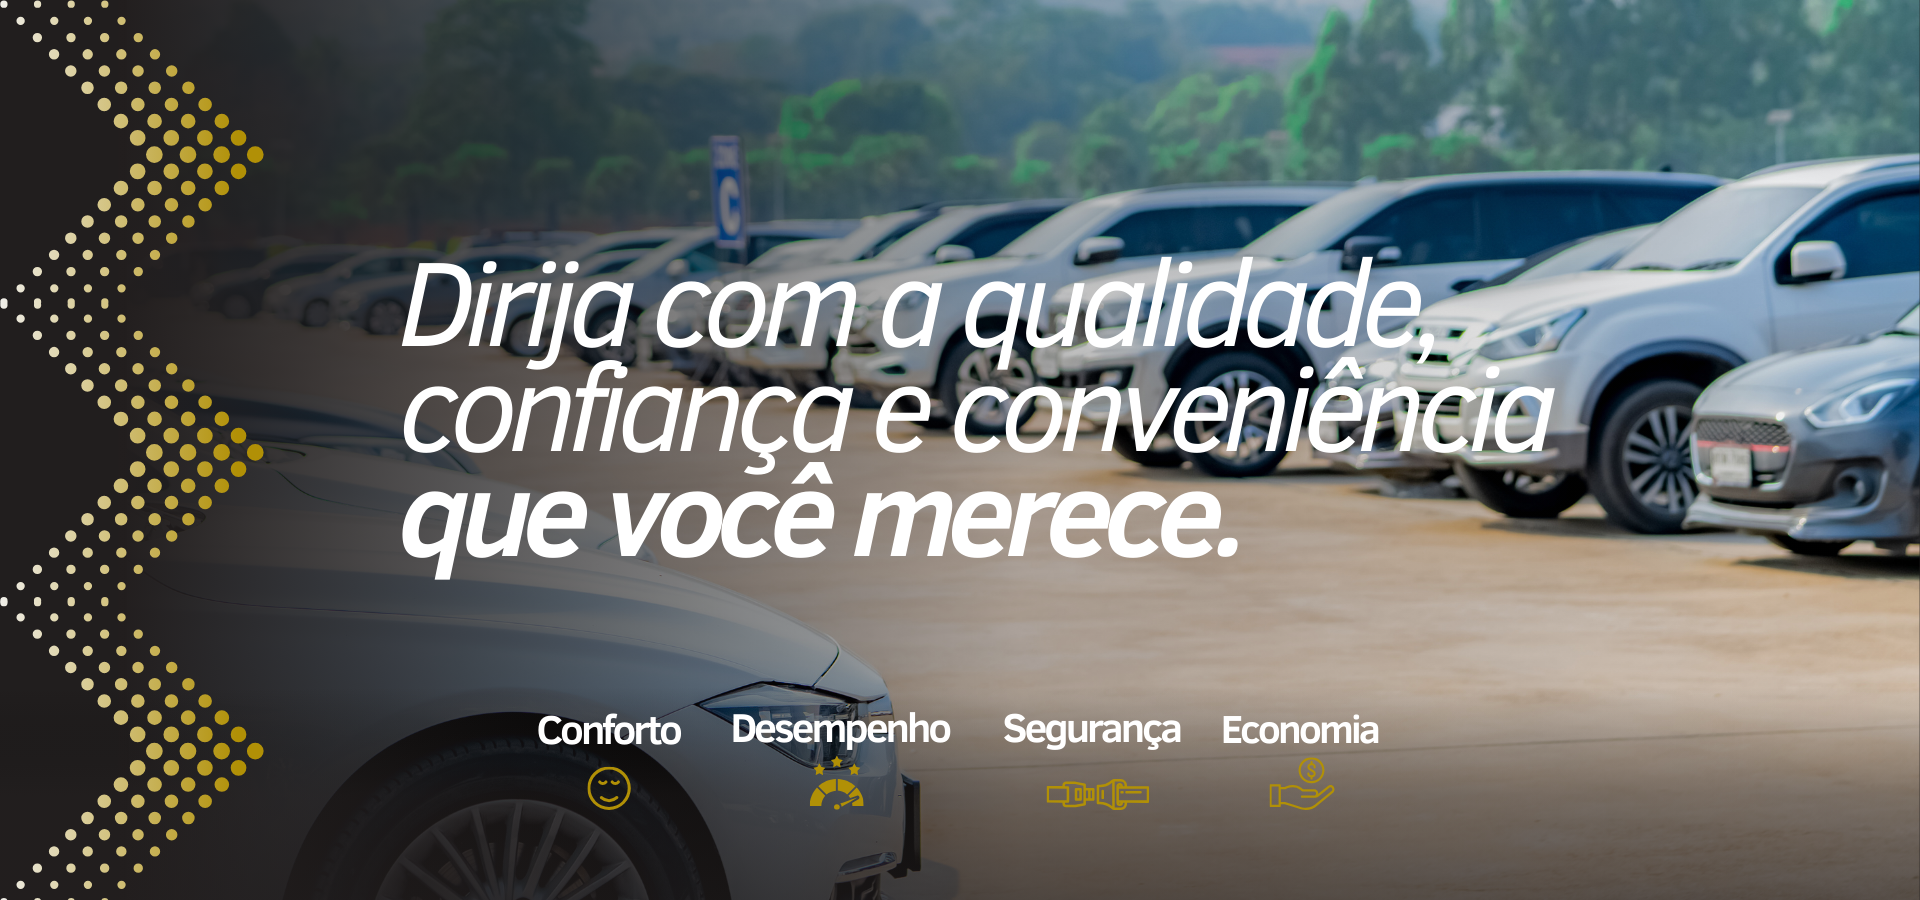 C
Dirija com a qualidade,
confiança e conveniência
que você merece.
Conforto Desempenho Segurança Economia
$